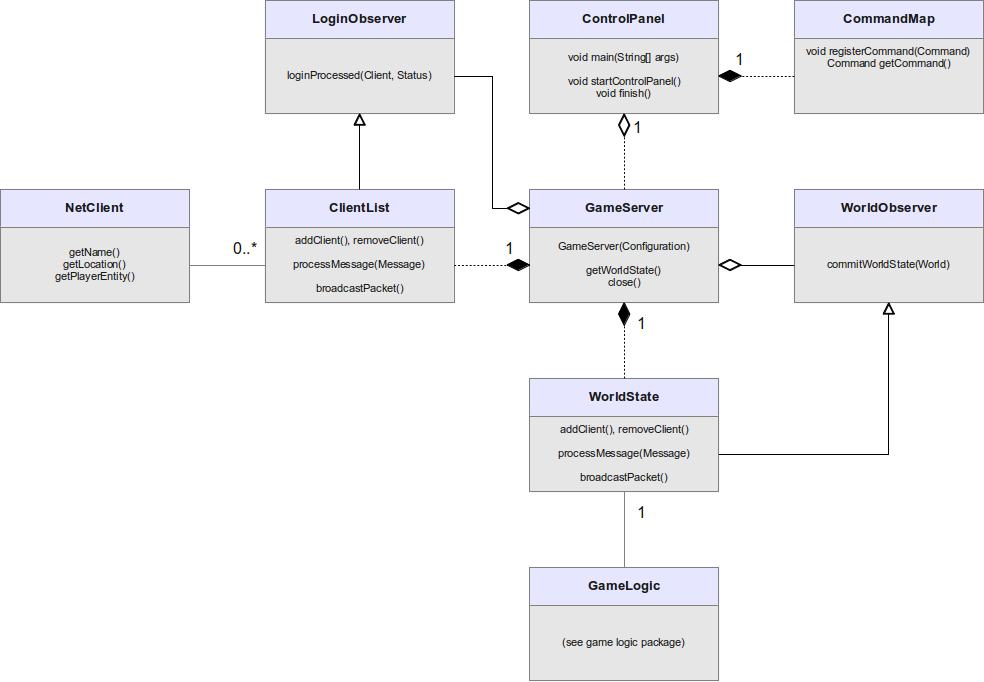 LoginObserver
loginProcessed(Client, Status)
ControlPanel
void main(String[] args)
void startControlPanel()
void finish()
1
CommandMap
void registerCommand(Command)
Command getCommand()
1
NetClient
getName()
getLocation()
getPlayerEntity()
0..*
ClientList
addClient(), removeClient()
processMessage(Message)
broadcastPacket()
1
GameServer
GameServer(Configuration)
getWorldState()
close()
WorldObserver
commitWorldState(World)
1
WorldState
addClient(), removeClient()
processMessage(Message)
broadcastPacket()
1
GameLogic
(see game logic package)